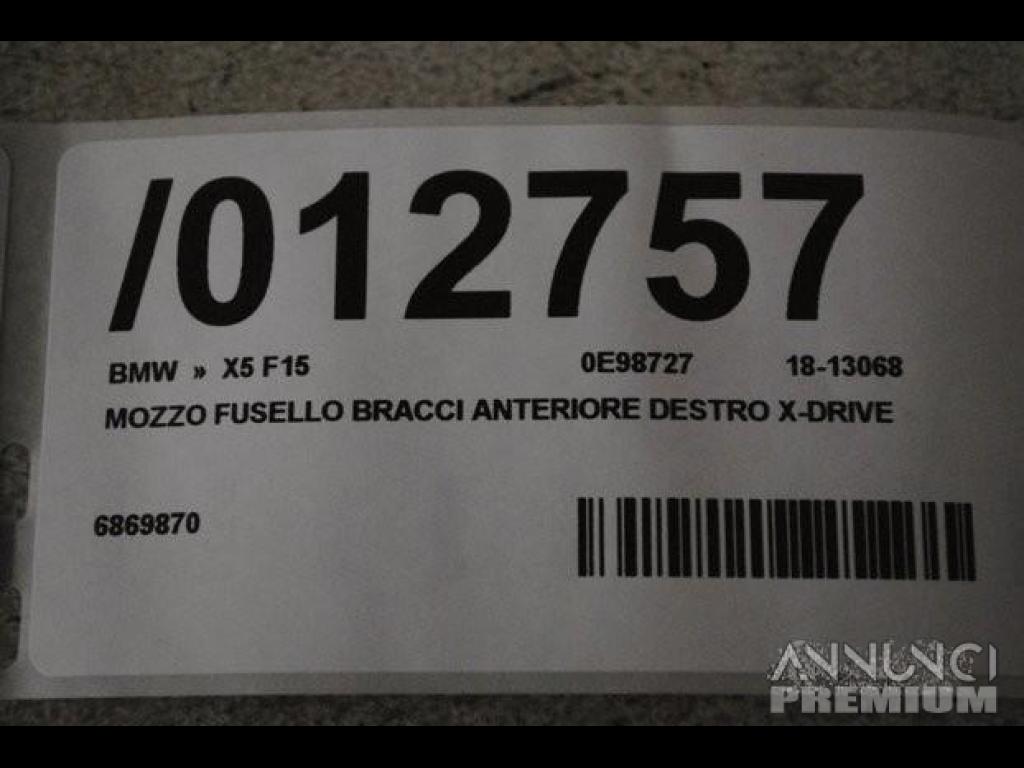 /012757
BMW » X5 F15 0E98727 18-13068
MOZZO FUSELLO BRACCI ANTERIORE DESTRO X-DRIVE
6869870
ANNUNCI
PREMIUM